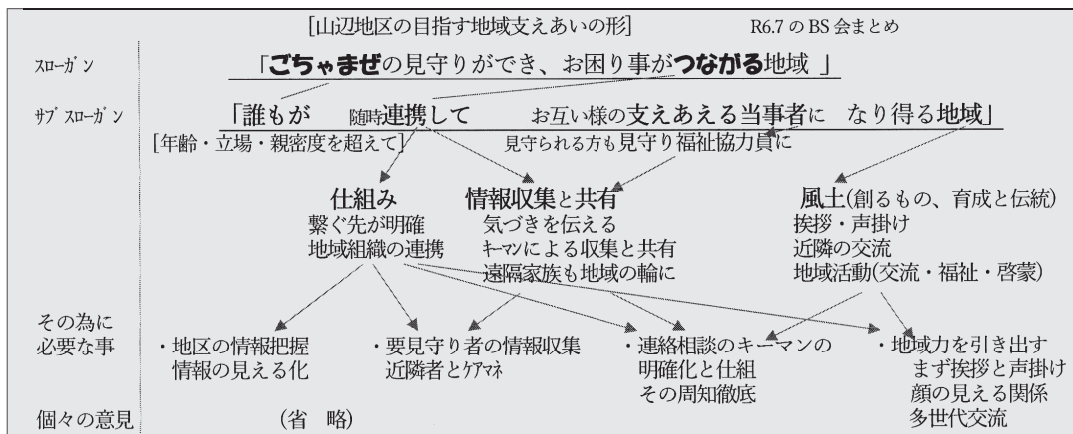 [山辺地区の目指す地域支えあいの形] R6.7 の BS 会まとめ
ｽﾛｰｶﾞﾝ 「ごちゃまぜの見守りができ、お困り事がつながる地域 」
ｻﾌﾞｽﾛｰｶﾞﾝ 「誰もが 随時連携して お互い様の支えあえる当事者に なり得る地域」
[年齢・立場・親密度を超えて] 見守られる方も見守り福祉協力員に
仕組み
繋ぐ先が明確
地域組織の連携
情報収集と共有
気づきを伝える
ｷｰﾏﾝによる収集と共有
遠隔家族も地域の輪に
風土(創るもの、育成と伝統)
挨拶・声掛け
近隣の交流
地域活動(交流・福祉・啓蒙)
その為に
必要な事
・地区の情報把握
情報の見える化
・要見守り者の情報収集
近隣者とｹｱﾏﾈ
・連絡相談のキーマンの
明確化と仕組
その周知徹底
・地域力を引き出す
まず挨拶と声掛け
顔の見える関係
多世代交流
個々の意見 (省 略)